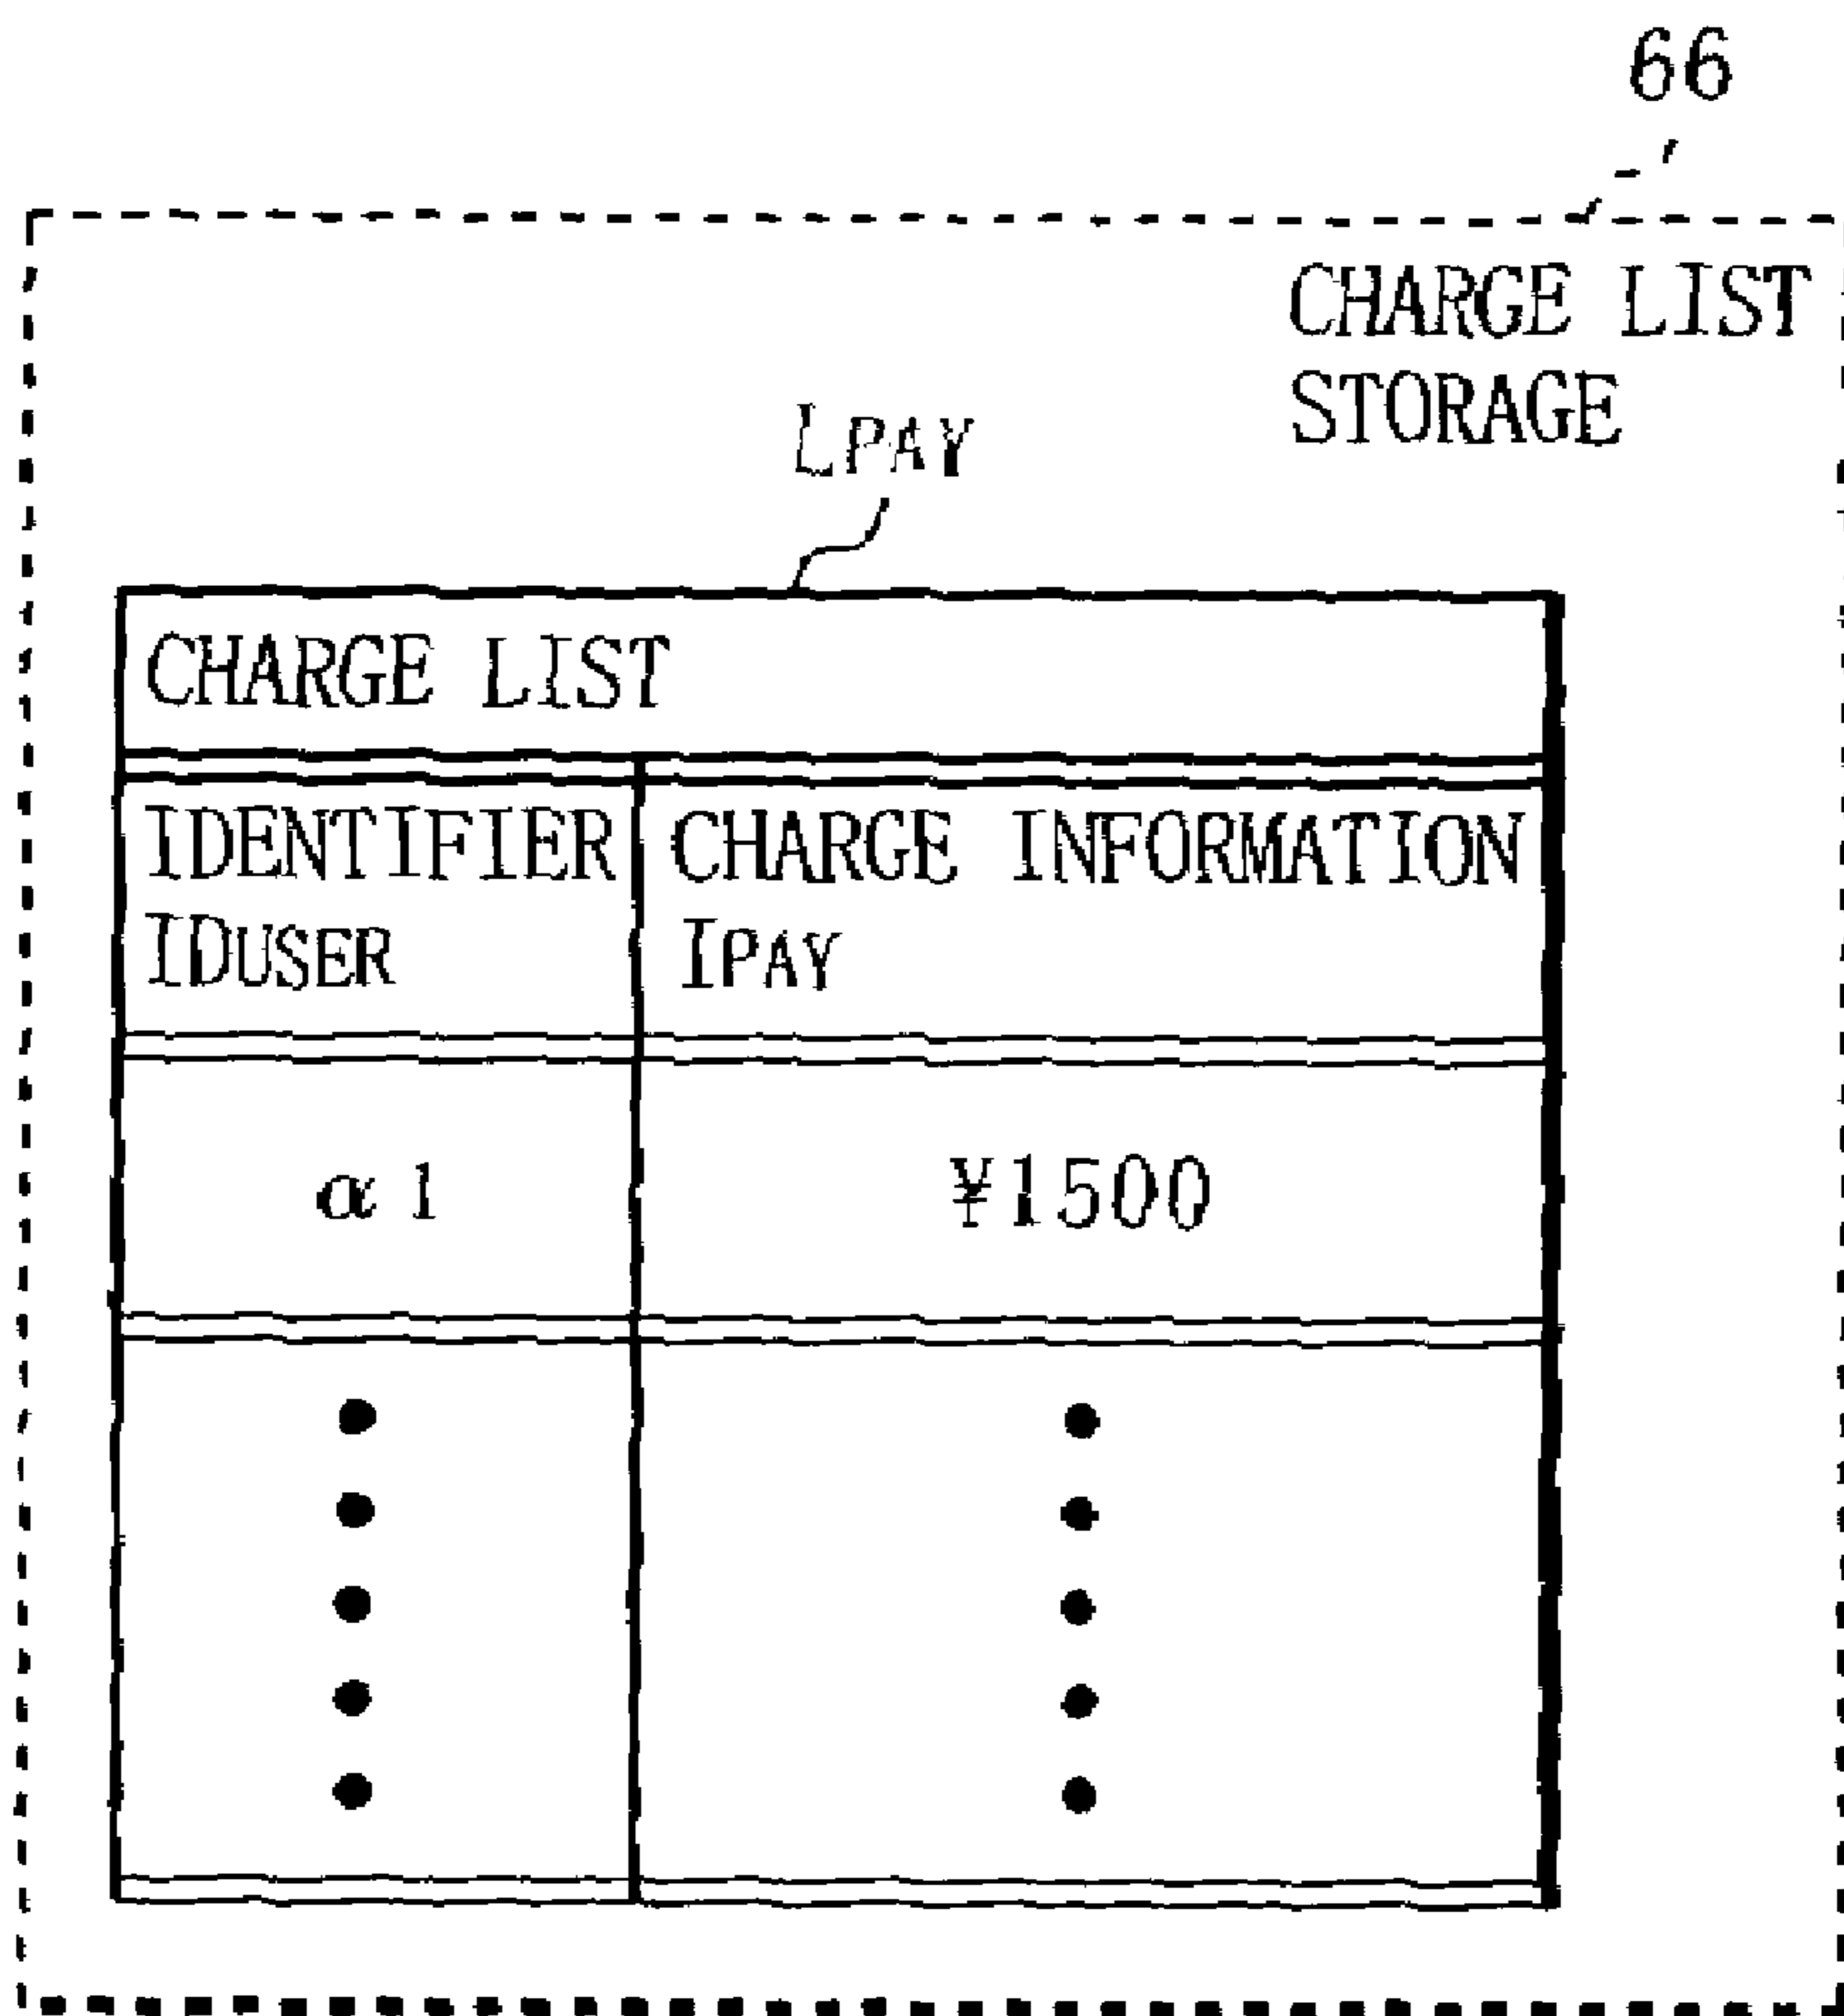 66
CHARGE LIST
STORAGE
LPAY
CHARGE LIST
IDENTIFIER
IDUSER
CHARGE INFORMATION
IPAY
α1
¥1500